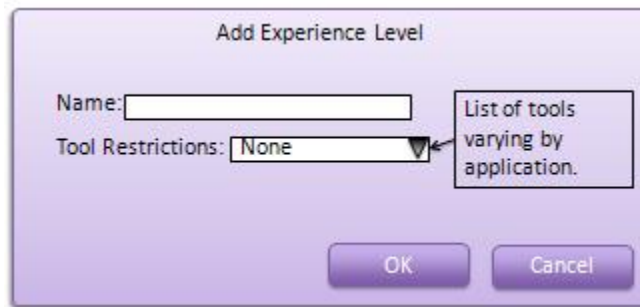 Add Experience Level
Name:
Tool Restrictions: None
List of tools
varying by
application.
OK Cancel